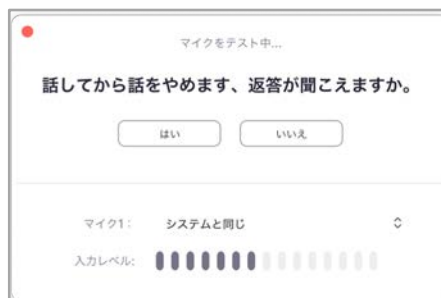 マイクをテスト中...
話してから話をやめます、返答が聞こえますか。
はい
いいえ
マイク1: システムと同じ
入力レベル: